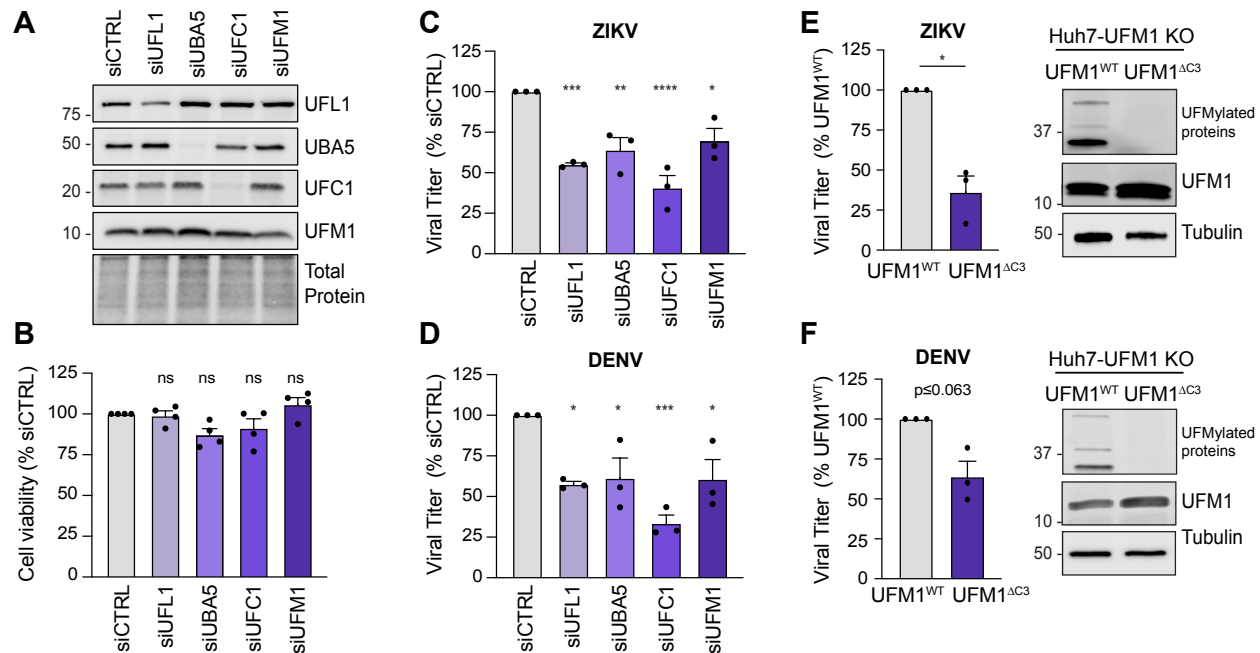 A
siCTRL
siUFL1
siUBA5
siUFC1
siUFM1
75 -
UFL1
50 -
UBA5
20 -
UFC1
10 -
UFM1
Total
Protein
B
Cell viability (% siCTRL)
125
100
75
50
25
0
ns
ns
ns
ns
siCTRL
siUFL1
siUBA5
siUFC1
siUFM1
C
ZIKV
Viral Titer (% siCTRL)
125
100
75
50
25
0
***
**
****
*
siCTRL
siUFL1
siUBA5
siUFC1
siUFM1
D
DENV
Viral Titer (% siCTRL)
125
100
75
50
25
0
*
*
***
*
siCTRL
siUFL1
siUBA5
siUFC1
siUFM1
E
ZIKV
Viral Titer (% UFM1WT)
125
100
75
50
25
0
*
UFM1WT UFM1ΔC3
Huh7-UFM1 KO
UFM1WT UFM1ΔC3
37 -
UFMylated
proteins
UFM1
10 -
50 -
Tubulin
F
DENV
Viral Titer (% UFM1WT)
125
100
75
50
25
0
p≤0.063
UFM1WT UFM1ΔC3
Huh7-UFM1 KO
UFM1WT UFM1ΔC3
37 -
UFMylated
proteins
UFM1
10 -
Tubulin
50 -